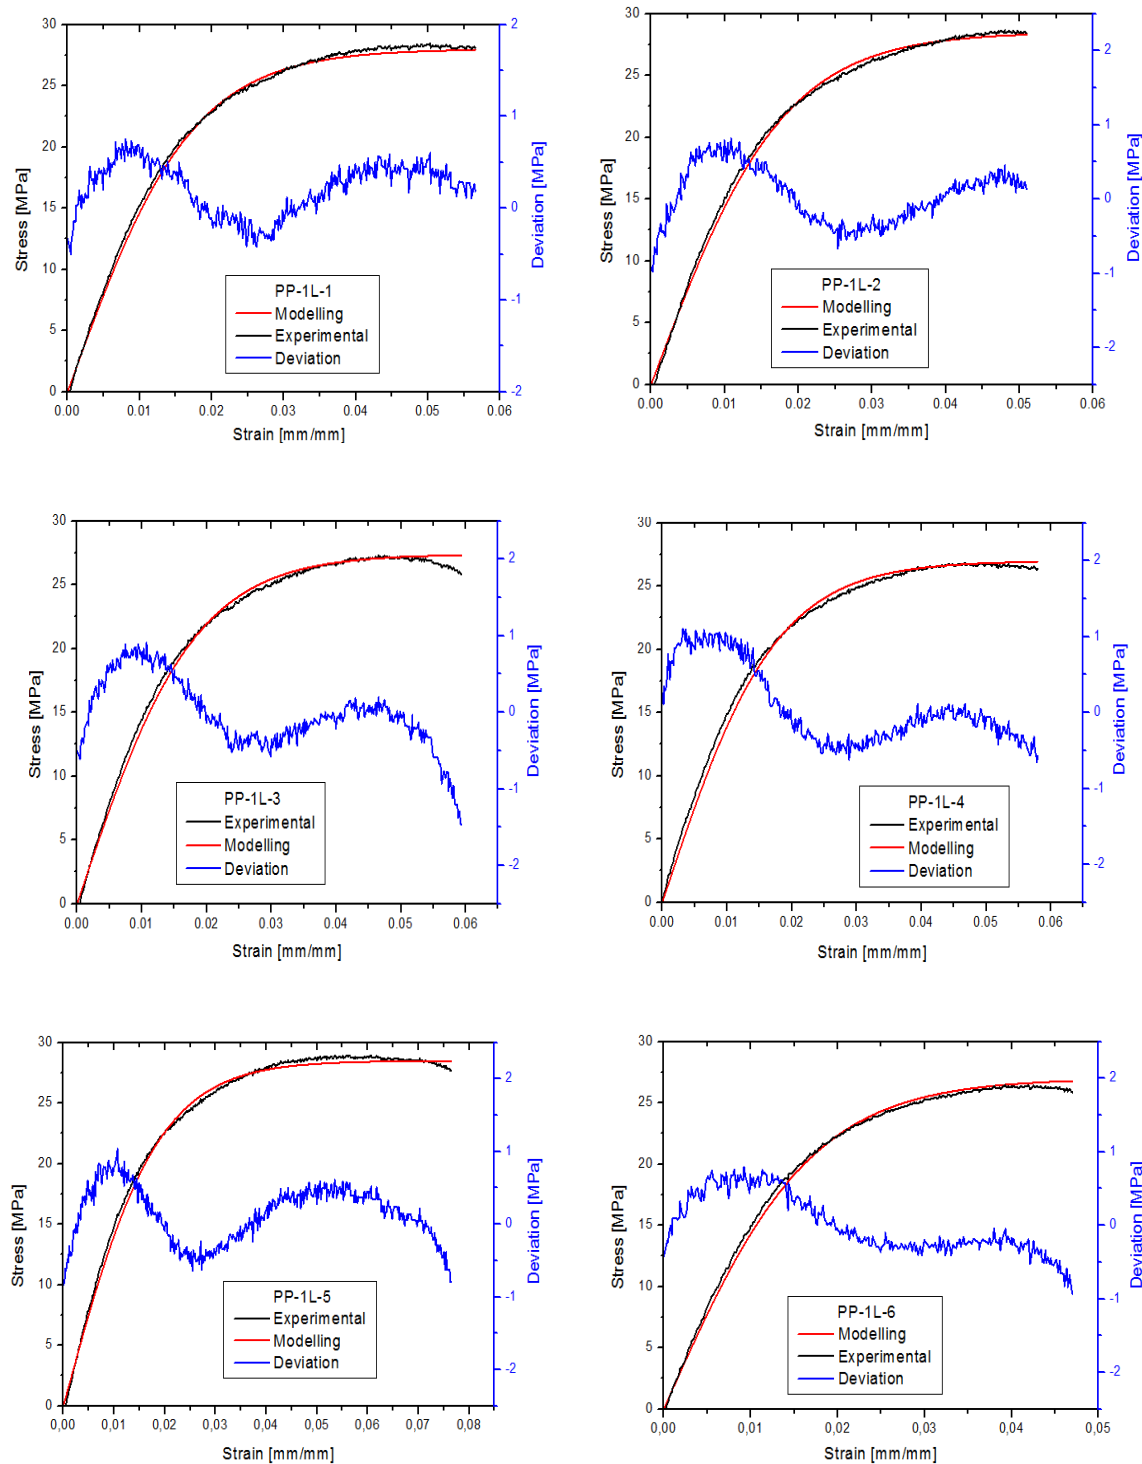 30
25
20
15
10
5
0
Stress [MPa]
2
1
0
-1
-2
Deviation [MPa]
PP-1L-1
Modelling
Experimental
Deviation
0.00 0.01 0.02 0.03 0.04 0.05 0.06
Strain [mm/mm]
30
25
20
15
10
5
0
Stress [MPa]
2
1
0
-1
-2
Deviation [MPa]
PP-1L-2
Modelling
Experimental
Deviation
0.00 0.01 0.02 0.03 0.04 0.05 0.06
Strain [mm/mm]
30
25
20
15
10
5
0
Stress [MPa]
2
1
0
-1
-2
Deviation [MPa]
PP-1L-3
Experimental
Modelling
Deviation
0.00 0.01 0.02 0.03 0.04 0.05 0.06
Strain [mm/mm]
30
25
20
15
10
5
0
Stress [MPa]
2
1
0
-1
-2
Deviation [MPa]
PP-1L-4
Experimental
Modelling
Deviation
0.00 0.01 0.02 0.03 0.04 0.05 0.06
Strain [mm/mm]
30
25
20
15
10
5
0
Stress [MPa]
2
1
0
-1
-2
Deviation [MPa]
PP-1L-5
Experimental
Modelling
Deviation
0,00 0,01 0,02 0,03 0,04 0,05 0,06 0,07 0,08
Strain [mm/mm]
30
25
20
15
10
5
0
Stress [MPa]
2
1
0
-1
-2
Deviation [MPa]
PP-1L-6
Modelling
Experimental
Deviation
0,00 0,01 0,02 0,03 0,04 0,05
Strain [mm/mm]